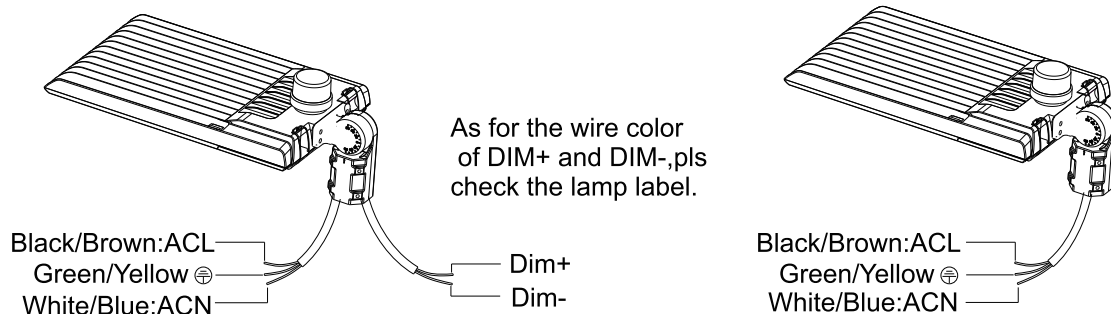 As for the wire color
of DIM+ and DIM-,pls
check the lamp label.
Black/Brown:ACL
Green/Yellow
White/Blue:ACN
Dim+
Dim-
Black/Brown:ACL
Green/Yellow
White/Blue:ACN